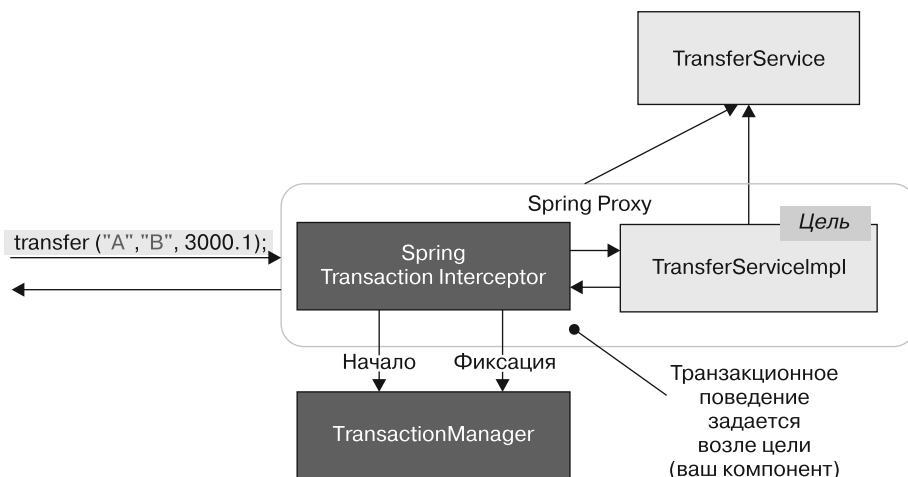 TransferService
Spring Proxy
Цель
transfer ("A","B", 3000.1);
Spring
Transaction Interceptor
TransferServiceImpl
Начало
Фиксация
TransactionManager
Транзакционное
поведение
задается
возле цели
(ваш компонент)